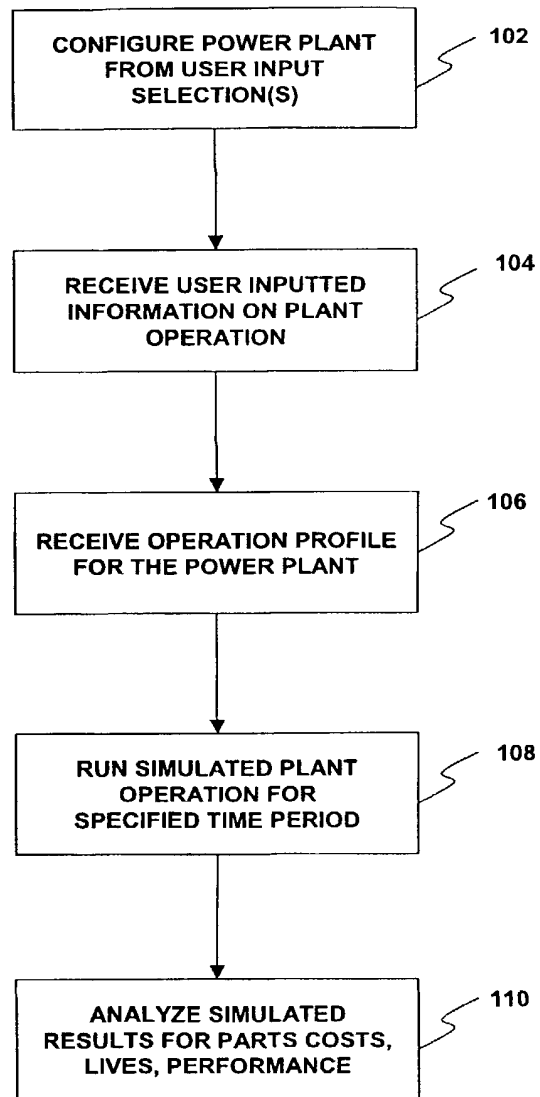 CONFIGURE POWER PLANT
FROM USER INPUT
SELECTION(S)
102
RECEIVE USER INPUTTED
INFORMATION ON PLANT
OPERATION
104
RECEIVE OPERATION PROFILE
FOR THE POWER PLANT
106
RUN SIMULATED PLANT
OPERATION FOR
SPECIFIED TIME PERIOD
108
ANALYZE SIMULATED
RESULTS FOR PARTS COSTS,
LIVES, PERFORMANCE
110